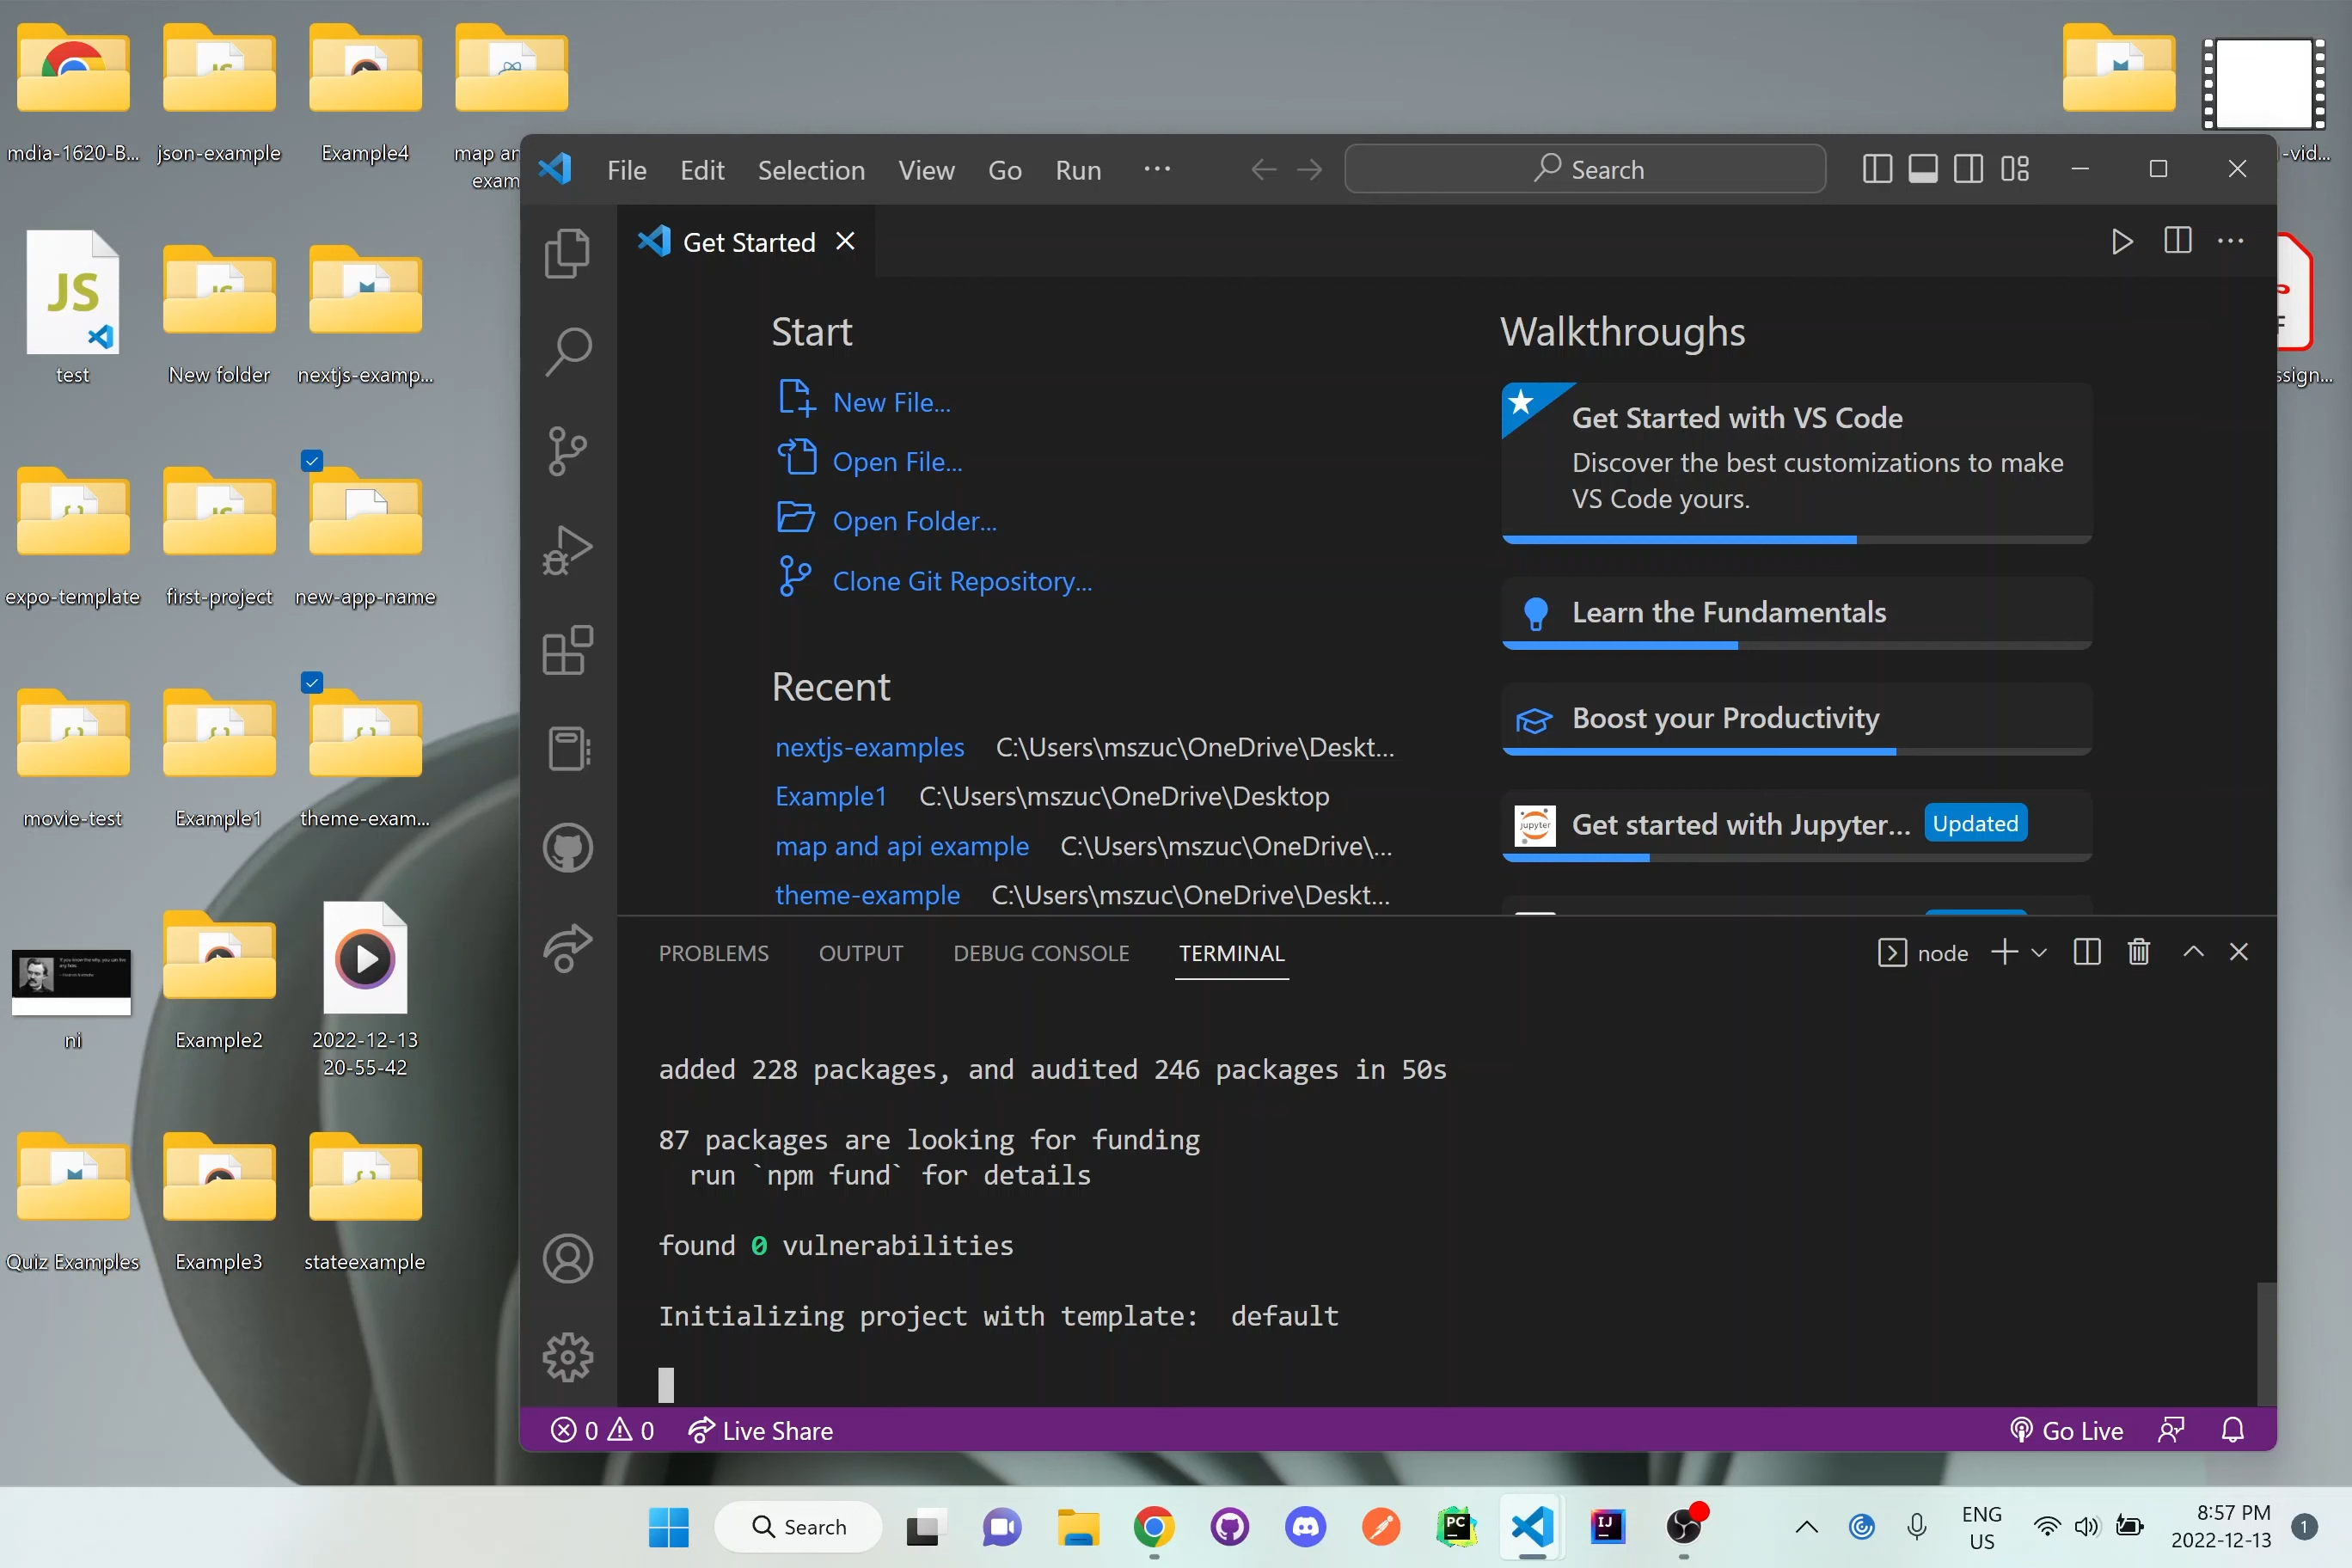 mdia-1620-B...
json-example
Example4
map an
exam
-vid...
test
New folder
nextjs-examp...
ssign...
expo-template
first-project
new-app-name
movie-test
Example1
theme-exam...
ni
Example2
2022-12-13
20-55-42
Quiz Examples
Example3
stateexample
File Edit Selection View Go Run ... Search
Get Started
Start
New File...
Open File...
Open Folder...
Clone Git Repository...
Recent
nextjs-examples C:\Users\mszuc\OneDrive\Deskt...
Example1 C:\Users\mszuc\OneDrive\Desktop
map and api example C:\Users\mszuc\OneDrive\...
theme-example C:\Users\mszuc\OneDrive\Deskt...
Walkthroughs
Get Started with VS Code
Discover the best customizations to make
VS Code yours.
Learn the Fundamentals
Boost your Productivity
jupyter
Get started with Jupyter... Updated
PROBLEMS OUTPUT DEBUG CONSOLE TERMINAL node
added 228 packages, and audited 246 packages in 50s
87 packages are looking for funding
run `npm fund` for details
found 0 vulnerabilities
Initializing project with template: default
0 0 Live Share Go Live
Search
PC
IJ
ENG
US
8:57 PM
2022-12-13
1
JS